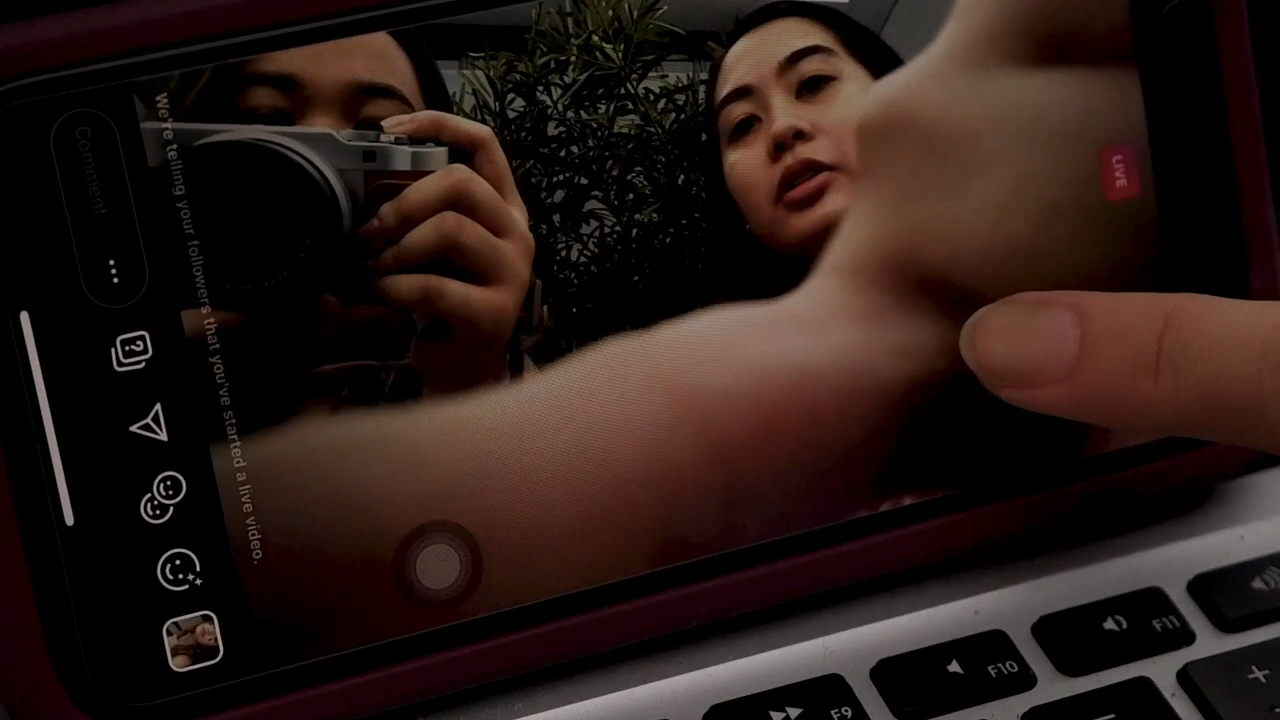 Comment
We're telling your followers that you've started a live video.
LIVE
F9
F10
F11